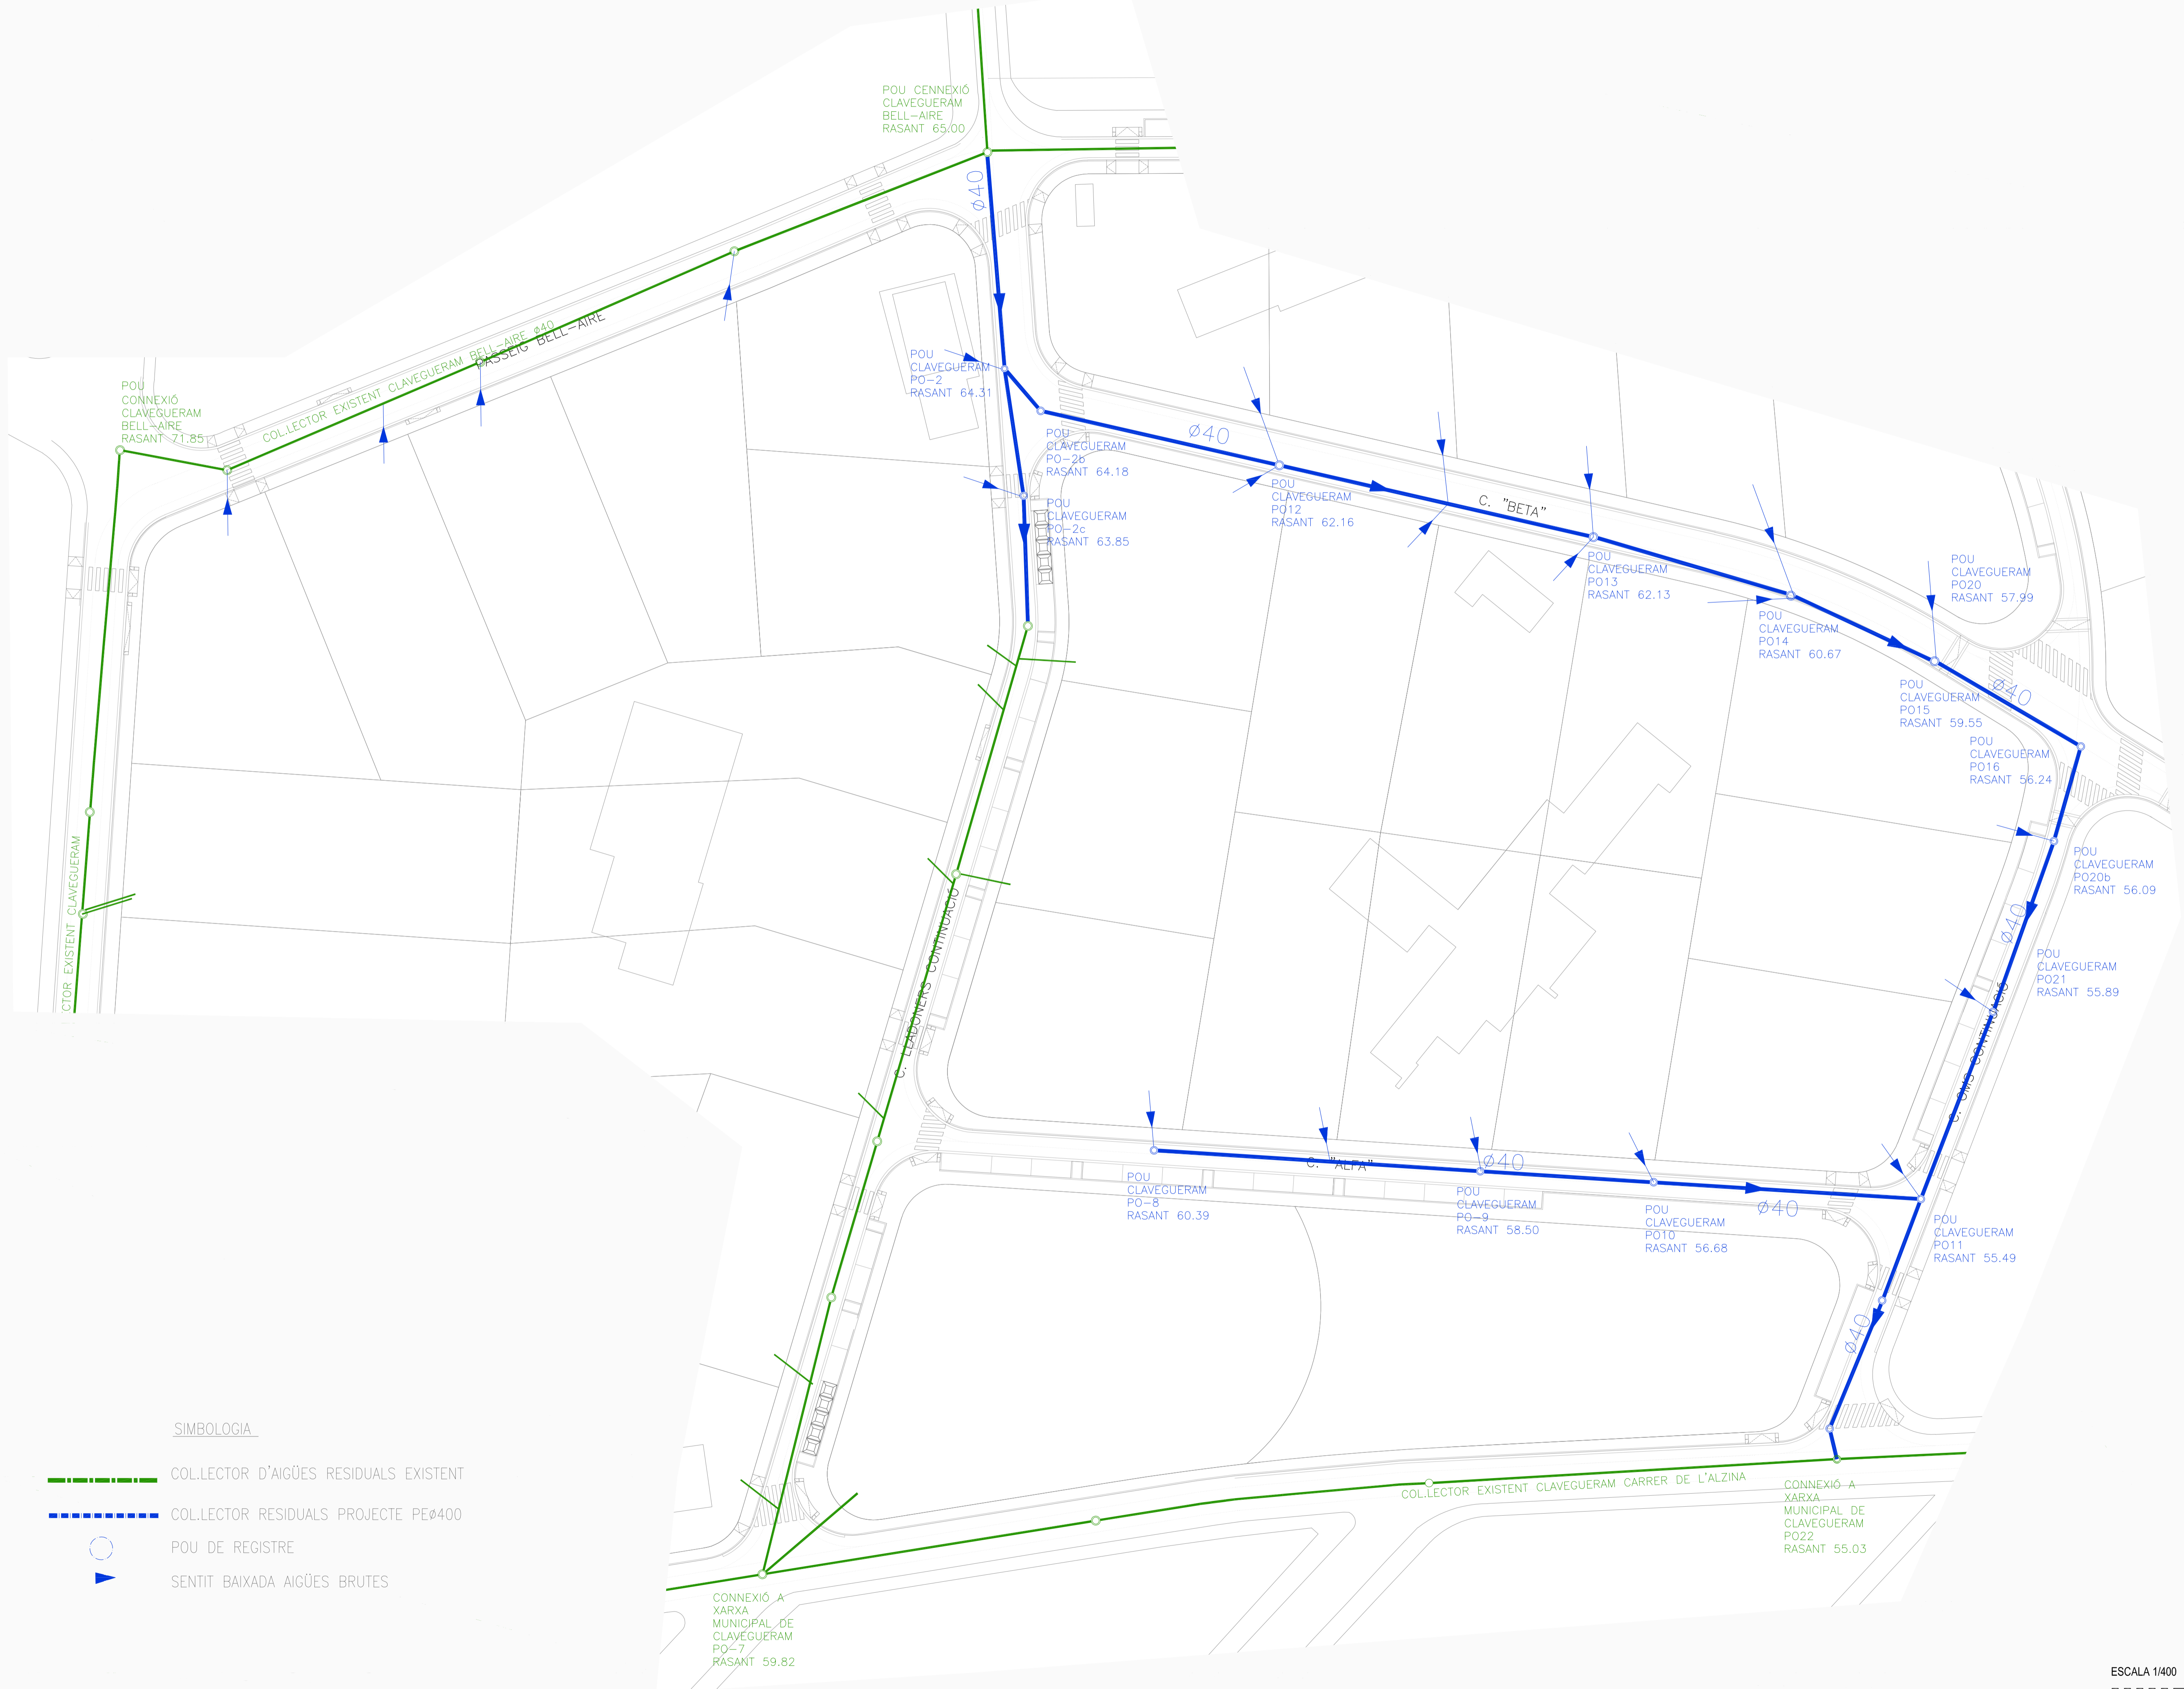 POU CENNEXIÓ
CLAVEGUERAM
BELL-AIRE
RASANT 65.00
ø40
POU
CLAVEGUERAM
PO-2
RASANT 64.31
COL.LECTOR EXISTENT CLAVEGUERAM BELL-AIRE ø40
PASSEIG BELL-AIRE
POU
CONNEXIÓ
CLAVEGUERAM
BELL-AIRE
RASANT 71.85
POU
CLAVEGUERAM
PO-2b
RASANT 64.18
Ø40
POU
CLAVEGUERAM
PO12
RASANT 62.16
C. "BETA"
POU
CLAVEGUERAM
PO-2c
RASANT 63.85
POU
CLAVEGUERAM
PO13
RASANT 62.13
POU
CLAVEGUERAM
PO20
RASANT 57.99
POU
CLAVEGUERAM
PO14
RASANT 60.67
POU
CLAVEGUERAM
PO15
RASANT 59.55
Ø40
POU
CLAVEGUERAM
PO16
RASANT 56.24
POU
CLAVEGUERAM
PO20b
RASANT 56.09
Ø40
POU
CLAVEGUERAM
PO21
RASANT 55.89
CTOR EXISTENT CLAVEGUERAM
C. LLADONERS CONTINUACIÓ
C. OMS CONTINUACIÓ
C. "ALFA"
Ø40
POU
CLAVEGUERAM
PO-8
RASANT 60.39
POU
CLAVEGUERAM
PO-9
RASANT 58.50
POU
CLAVEGUERAM
PO10
RASANT 56.68
Ø40
POU
CLAVEGUERAM
PO11
RASANT 55.49
Ø40
COL.LECTOR EXISTENT CLAVEGUERAM CARRER DE L'ALZINA
CONNEXIÓ A
XARXA
MUNICIPAL DE
CLAVEGUERAM
PO22
RASANT 55.03
CONNEXIÓ A
XARXA
MUNICIPAL DE
CLAVEGUERAM
PO-7
RASANT 59.82
SIMBOLOGIA
COL.LECTOR D'AIGÜES RESIDUALS EXISTENT
COL.LECTOR RESIDUALS PROJECTE PEø400
POU DE REGISTRE
SENTIT BAIXADA AIGÜES BRUTES
ESCALA 1/400